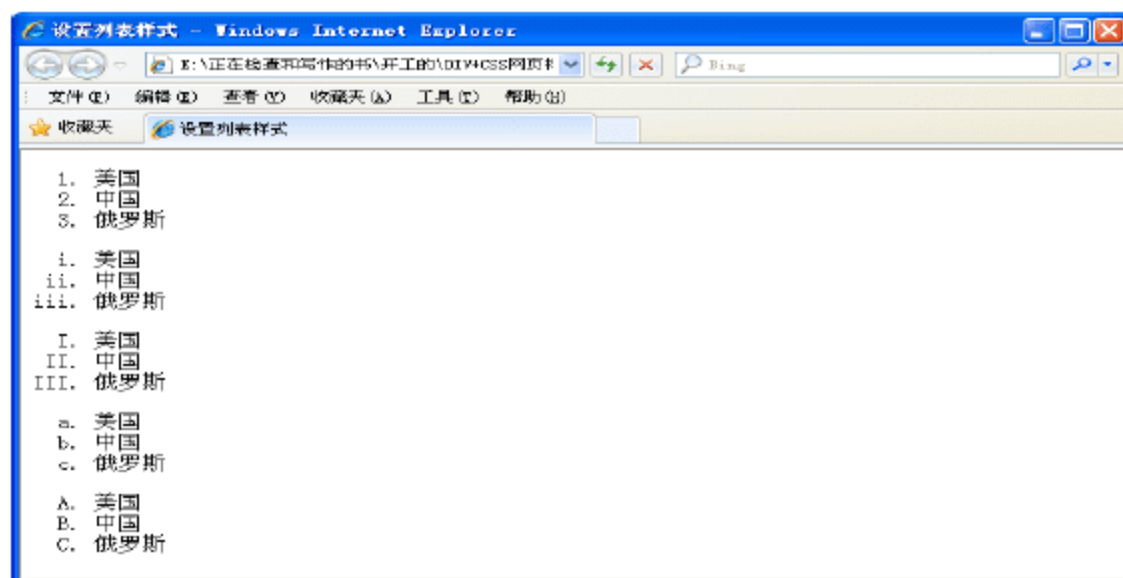 设置列表样式 - Windows Internet Explorer
E:\正在检查和写作的书\开工的\DIV+CSS网页
Bing
文件(F) 编辑(E) 查看(V) 收藏夹(A) 工具(T) 帮助(H)
收藏夹 设置列表样式
1. 美国
2. 中国
3. 俄罗斯
i. 美国
ii. 中国
iii. 俄罗斯
I. 美国
II. 中国
III. 俄罗斯
a. 美国
b. 中国
c. 俄罗斯
A. 美国
B. 中国
C. 俄罗斯